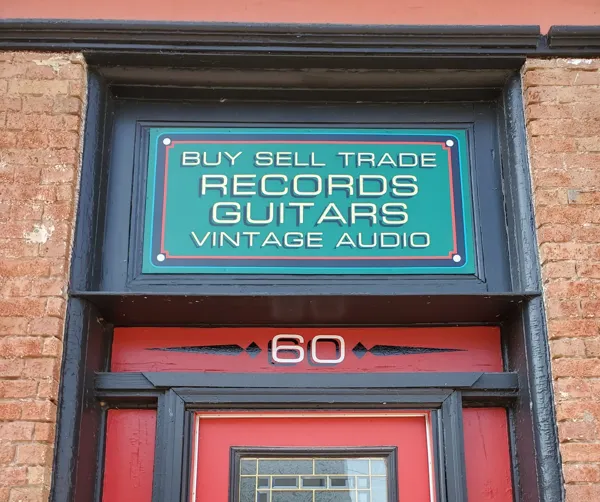 BUY SELL TRADE
RECORDS
GUITARS
VINTAGE AUDIO
60